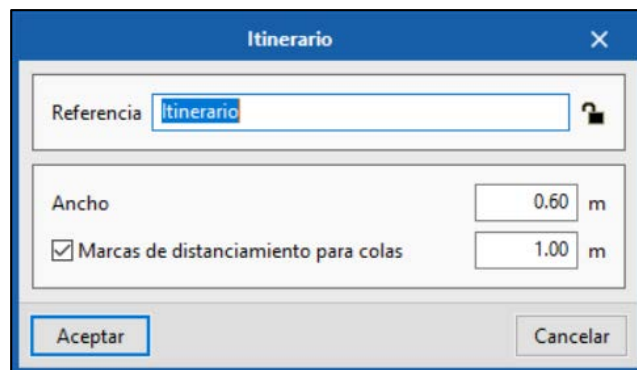 Itinerario
Referencia Itinerario
Ancho 0.60 m
Marcas de distanciamiento para colas 1.00 m
Aceptar Cancelar